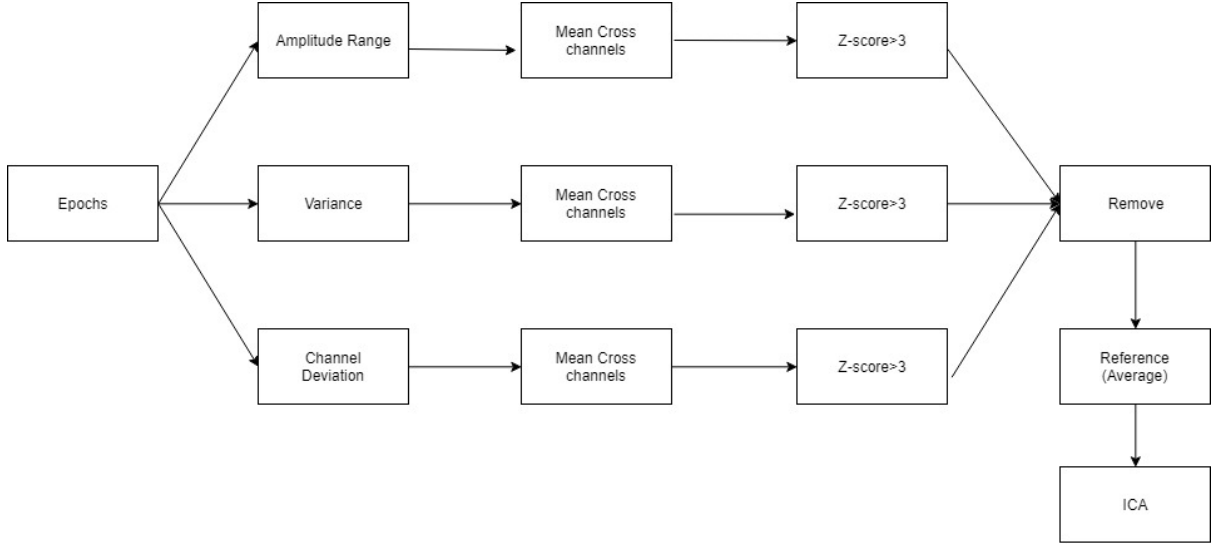 Amplitude Range
Mean Cross
channels
Z-score>3
Epochs
Variance
Mean Cross
channels
Z-score>3
Remove
Channel
Deviation
Mean Cross
channels
Z-score>3
Reference
(Average)
ICA